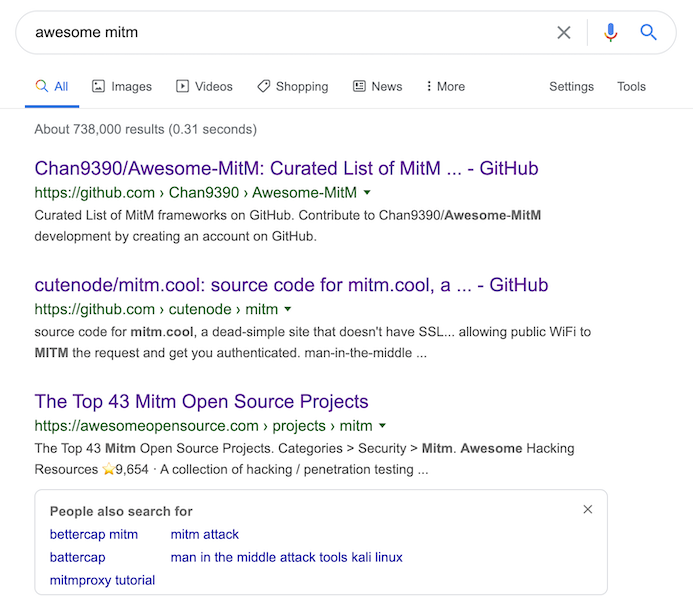 awesome mitm
All Images Videos Shopping News More Settings Tools
About 738,000 results (0.31 seconds)
Chan9390/Awesome-MitM: Curated List of MitM ... - GitHub
https://github.com › Chan9390 › Awesome-MitM
Curated List of MitM frameworks on GitHub. Contribute to Chan9390/Awesome-MitM
development by creating an account on GitHub.
cutenode/mitm.cool: source code for mitm.cool, a ... - GitHub
https://github.com › cutenode › mitm
source code for mitm.cool, a dead-simple site that doesn't have SSL... allowing public WiFi to
MITM the request and get you authenticated. man-in-the-middle ...
The Top 43 Mitm Open Source Projects
https://awesomeopensource.com › projects › mitm
The Top 43 Mitm Open Source Projects. Categories > Security > Mitm. Awesome Hacking
Resources ⭐9,654 · A collection of hacking / penetration testing ...
People also search for
bettercap mitm mitm attack
battercap man in the middle attack tools kali linux
mitmproxy tutorial